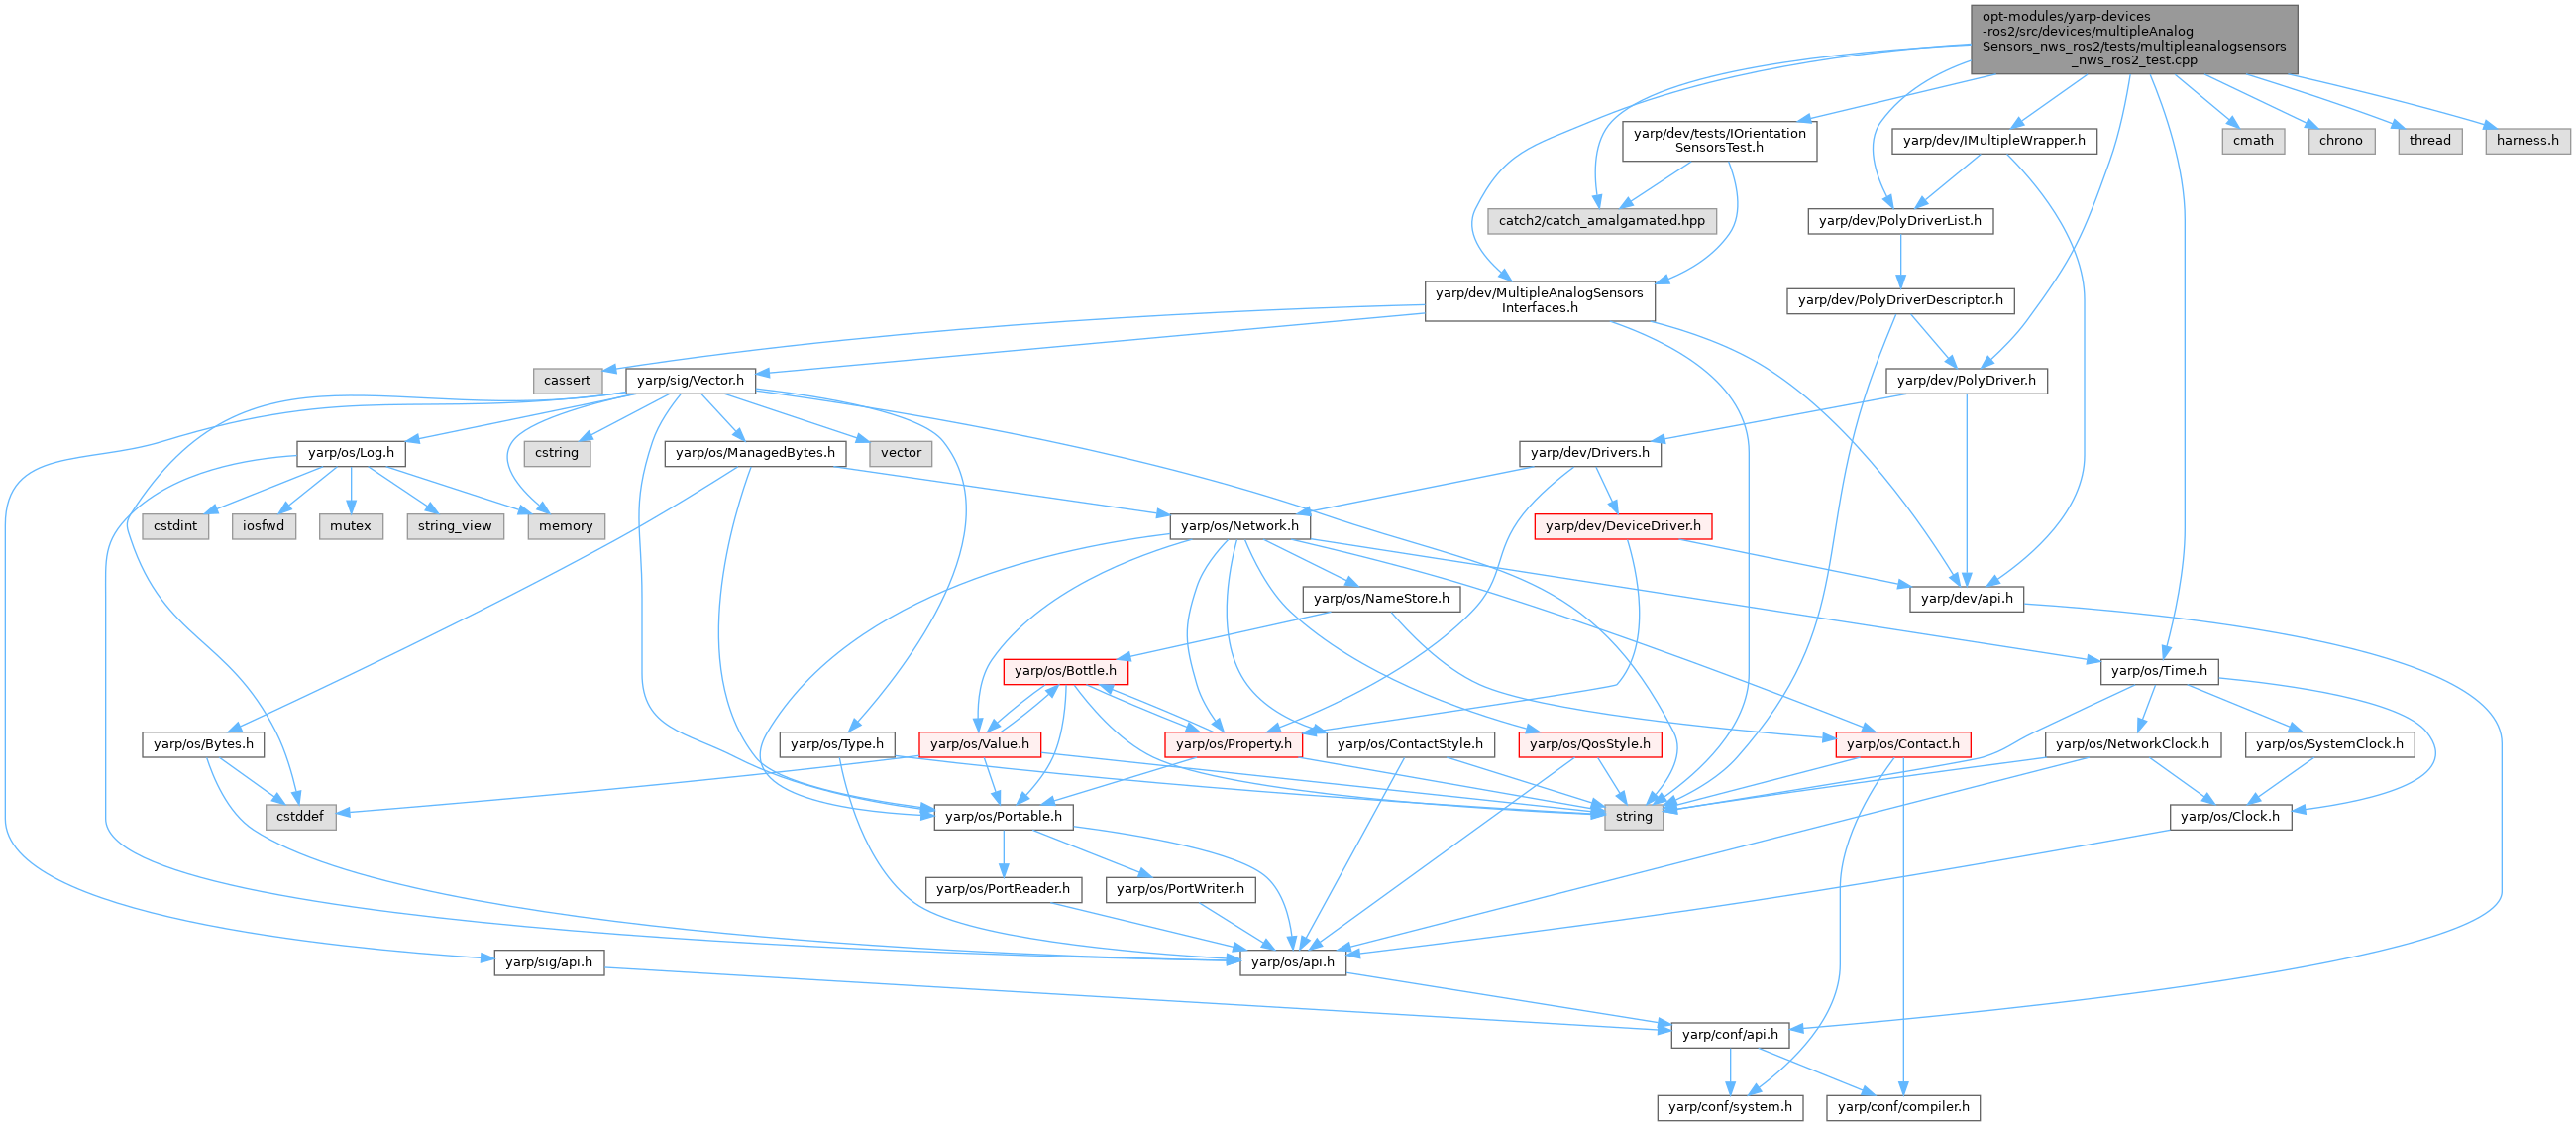 opt-modules/yarp-devices
-ros2/src/devices/multipleAnalog
Sensors_nws_ros2/tests/multipleanalogsensors
_nws_ros2_test.cpp
yarp/dev/tests/IOrientation
SensorsTest.h
yarp/dev/IMultipleWrapper.h
cmath
chrono
thread
harness.h
catch2/catch_amalgamated.hpp
yarp/dev/PolyDriverList.h
yarp/dev/MultipleAnalogSensors
Interfaces.h
yarp/dev/PolyDriverDescriptor.h
cassert
yarp/sig/Vector.h
yarp/dev/PolyDriver.h
yarp/os/Log.h
cstring
yarp/os/ManagedBytes.h
vector
yarp/dev/Drivers.h
cstdint
iosfwd
mutex
string_view
memory
yarp/os/Network.h
yarp/dev/DeviceDriver.h
yarp/os/NameStore.h
yarp/dev/api.h
yarp/os/Bottle.h
yarp/os/Time.h
yarp/os/Bytes.h
yarp/os/Type.h
yarp/os/Value.h
yarp/os/Property.h
yarp/os/ContactStyle.h
yarp/os/QosStyle.h
yarp/os/Contact.h
yarp/os/NetworkClock.h
yarp/os/SystemClock.h
cstddef
yarp/os/Portable.h
string
yarp/os/Clock.h
yarp/os/PortReader.h
yarp/os/PortWriter.h
yarp/sig/api.h
yarp/os/api.h
yarp/conf/api.h
yarp/conf/system.h
yarp/conf/compiler.h